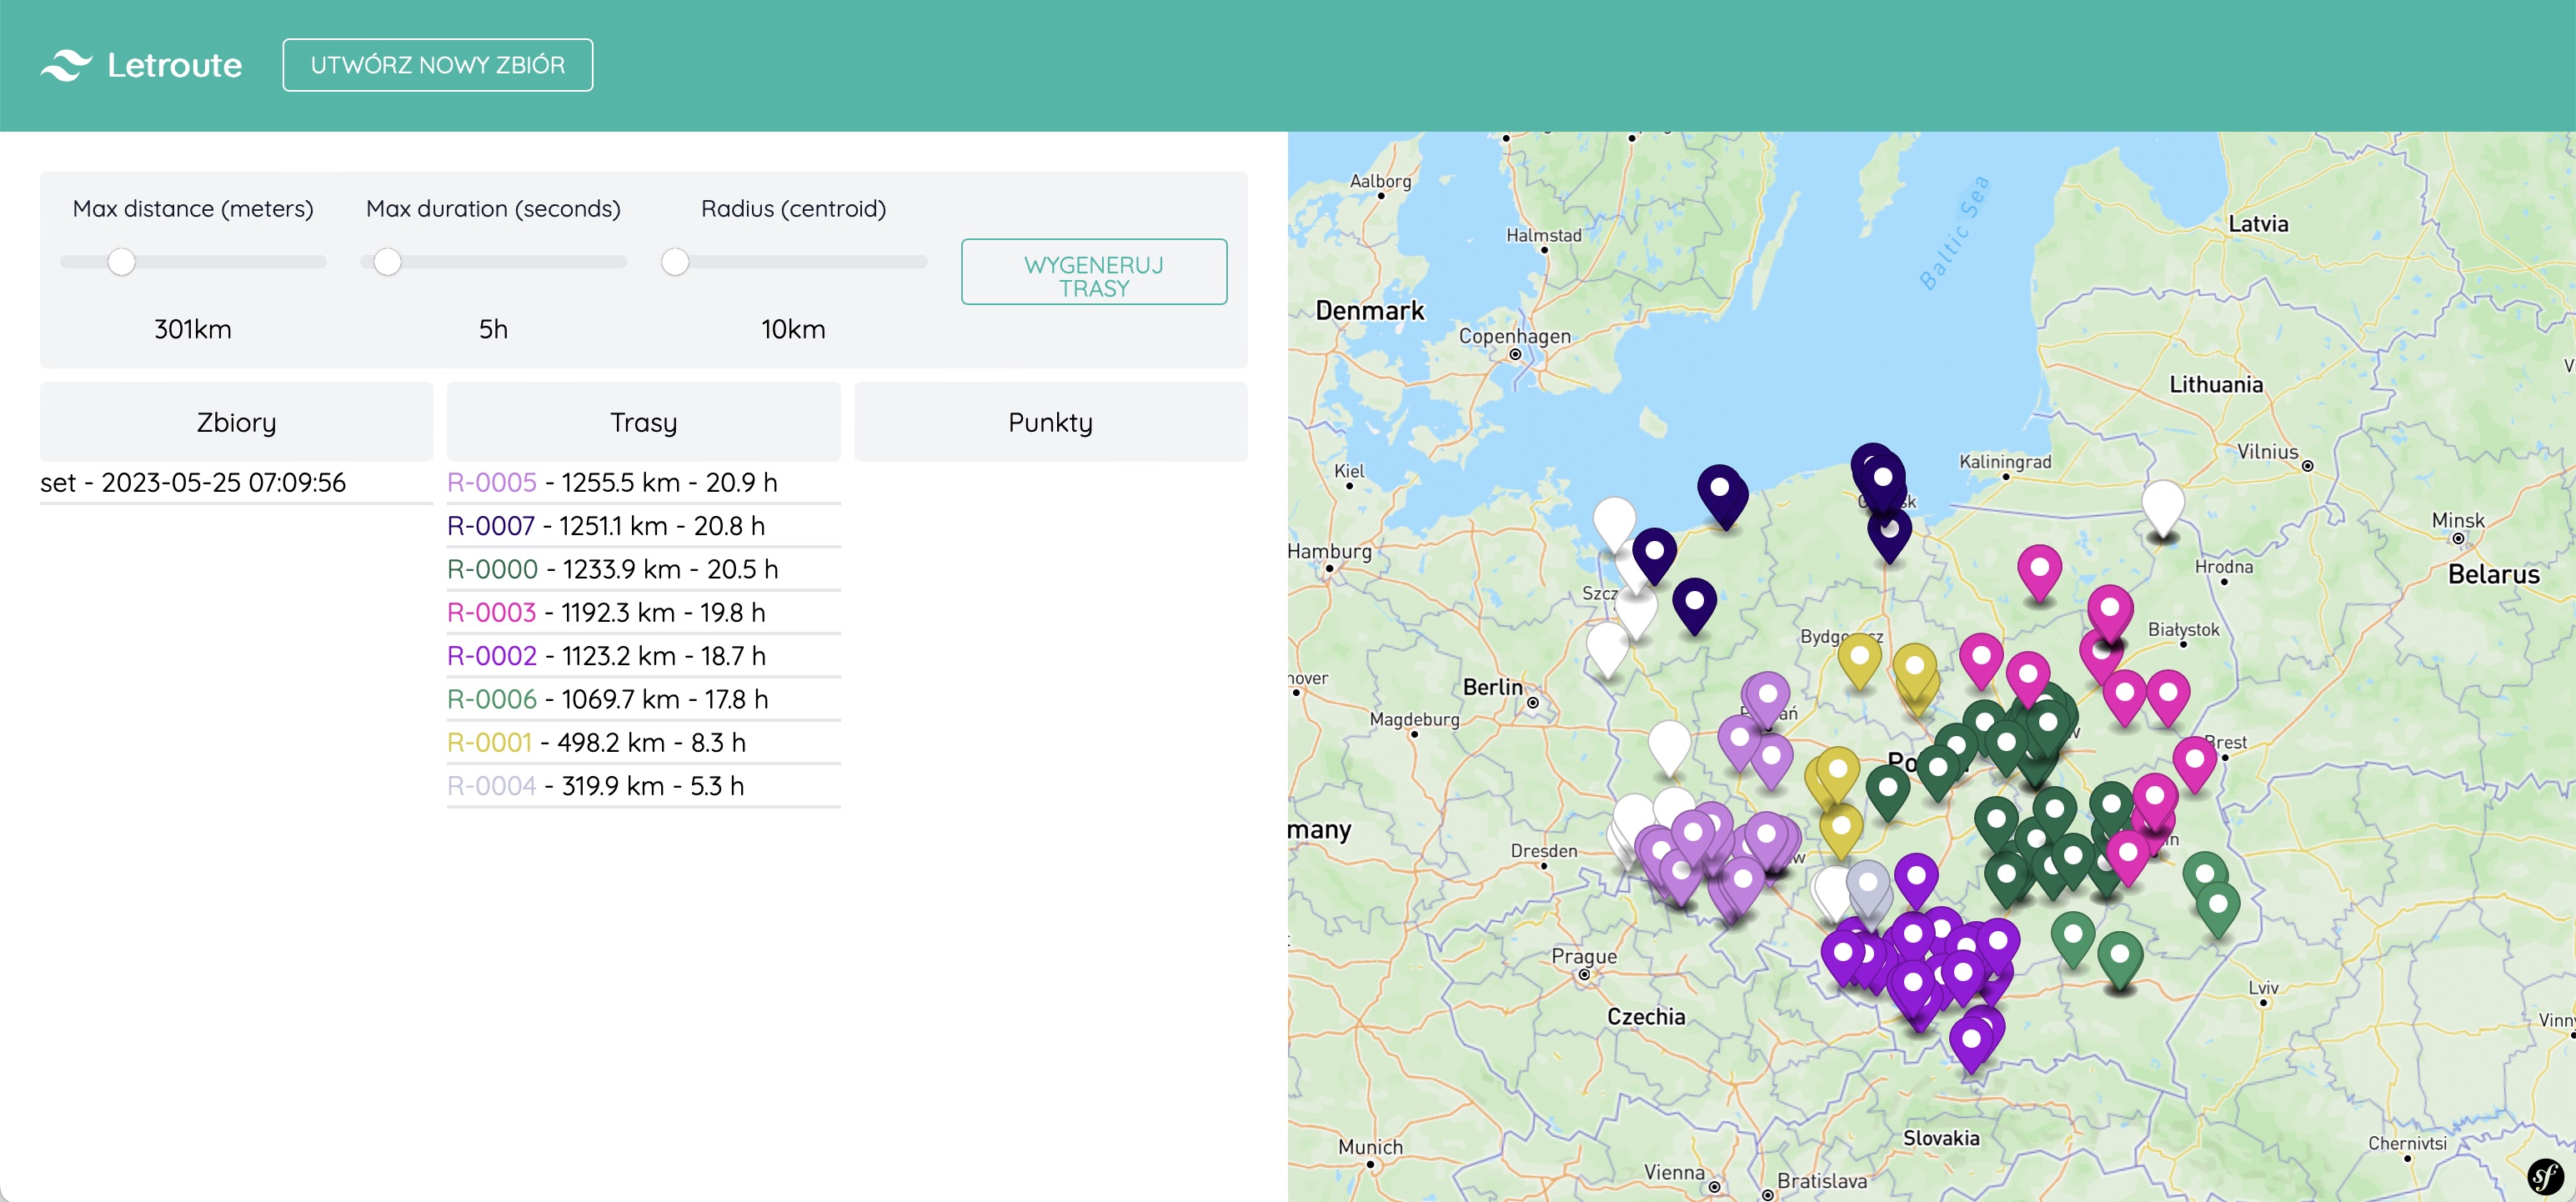 Letroute
UTWÓRZ NOWY ZBIÓR
Max distance (meters)
Max duration (seconds)
Radius (centroid)
WYGENERUJ
TRASY
301km
5h
10km
Zbiory
Trasy
Punkty
set - 2023-05-25 07:09:56
R-0005 - 1255.5 km - 20.9 h
R-0007 - 1251.1 km - 20.8 h
R-0000 - 1233.9 km - 20.5 h
R-0003 - 1192.3 km - 19.8 h
R-0002 - 1123.2 km - 18.7 h
R-0006 - 1069.7 km - 17.8 h
R-0001 - 498.2 km - 8.3 h
R-0004 - 319.9 km - 5.3 h
Aalborg
Baltic Sea
Latvia
Halmstad
Denmark
Copenhagen
Lithuania
Vilnius
Kiel
Kaliningrad
Minsk
Hamburg
Hrodna
Belarus
Szcz
Białystok
nover
Berlin
Magdeburg
Brest
many
Dresden
Prague
Lviv
Czechia
Vinn
Slovakia
Chernivtsi
Munich
Vienna
Bratislava
sf